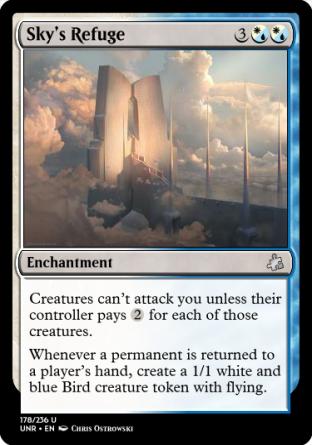 Sky's Refuge 3
Enchantment
Creatures can't attack you unless their
controller pays 2 for each of those
creatures.
Whenever a permanent is returned to
a player's hand, create a 1/1 white and
blue Bird creature token with flying.
178/236 U
UNR • EN Chris Ostrowski